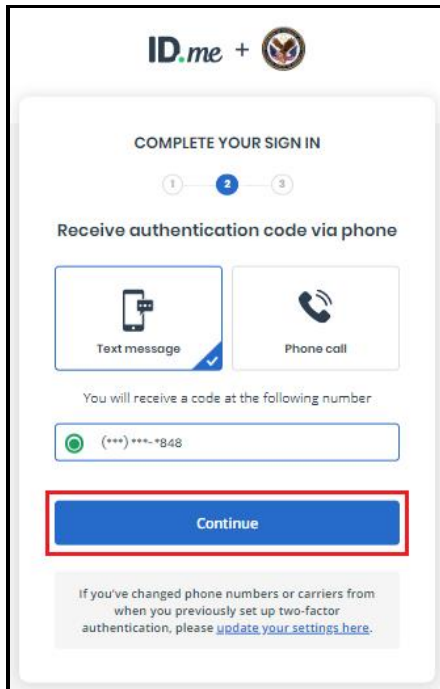 ID.me +
COMPLETE YOUR SIGN IN
1 2 3
Receive authentication code via phone
Text message Phone call
You will receive a code at the following number
(***) ***-*848
Continue
If you've changed phone numbers or carriers from
when you previously set up two-factor
authentication, please update your settings here.